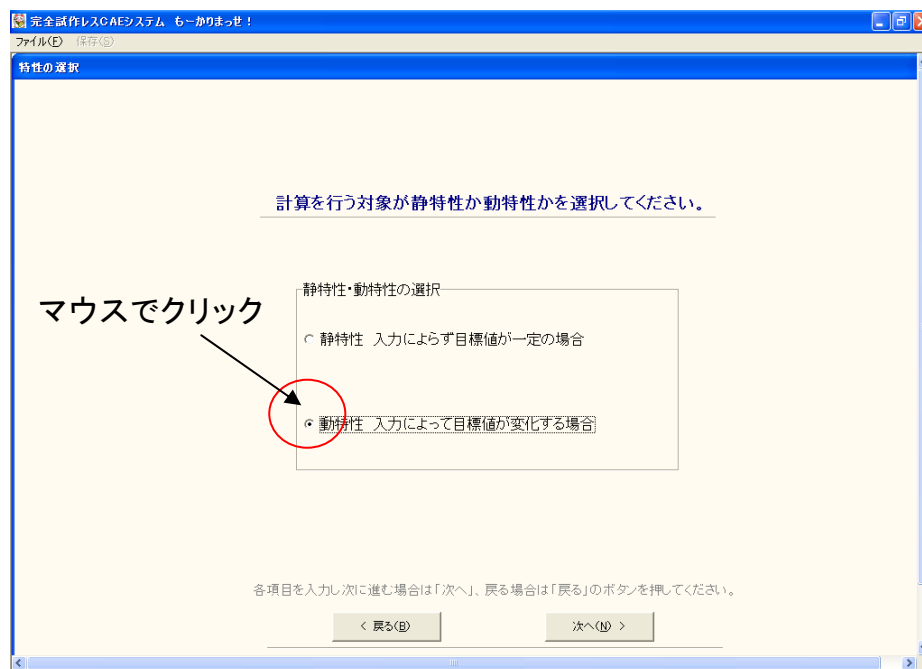 完全試作レスCAEシステム もーかりまっせ！
ファイル(F) 保存(S)
特性の選択
計算を行う対象が静特性か動特性かを選択してください。
静特性・動特性の選択
マウスでクリック
静特性 入力によらず目標値が一定の場合
動特性 入力によって目標値が変化する場合
各項目を入力し次に進む場合は「次へ」、戻る場合は「戻る」のボタンを押してください。
< 戻る(B)
次へ(N) >